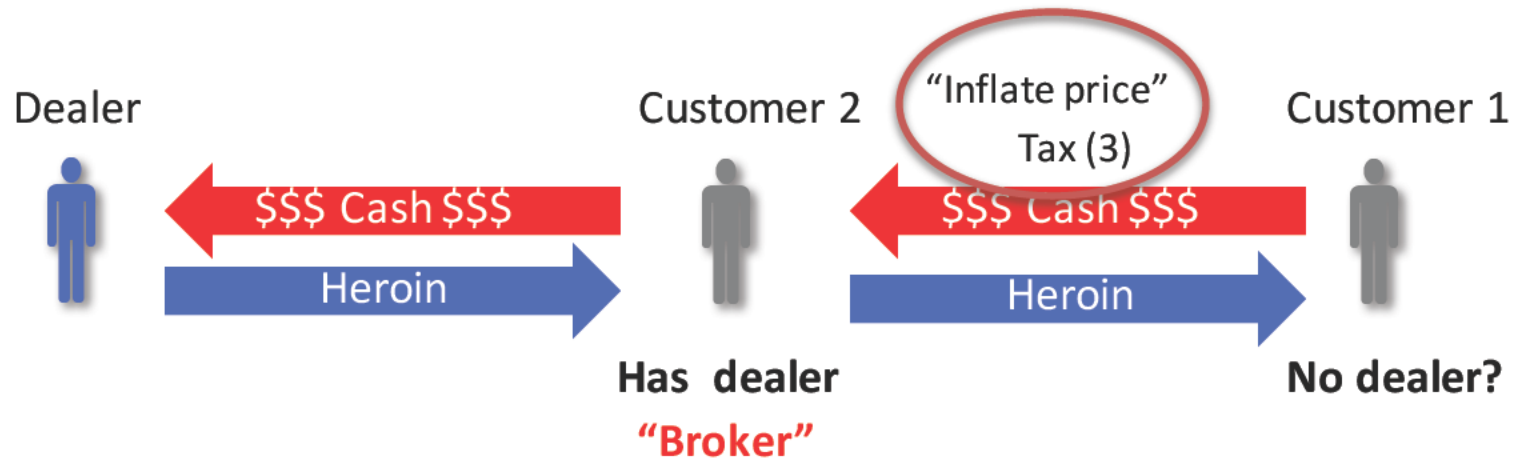 Dealer
Customer 2
“Inflate price”
Tax (3)
Customer 1
$$$ Cash $$$
$$$ Cash $$$
Heroin
Heroin
Has dealer
No dealer?
“Broker”